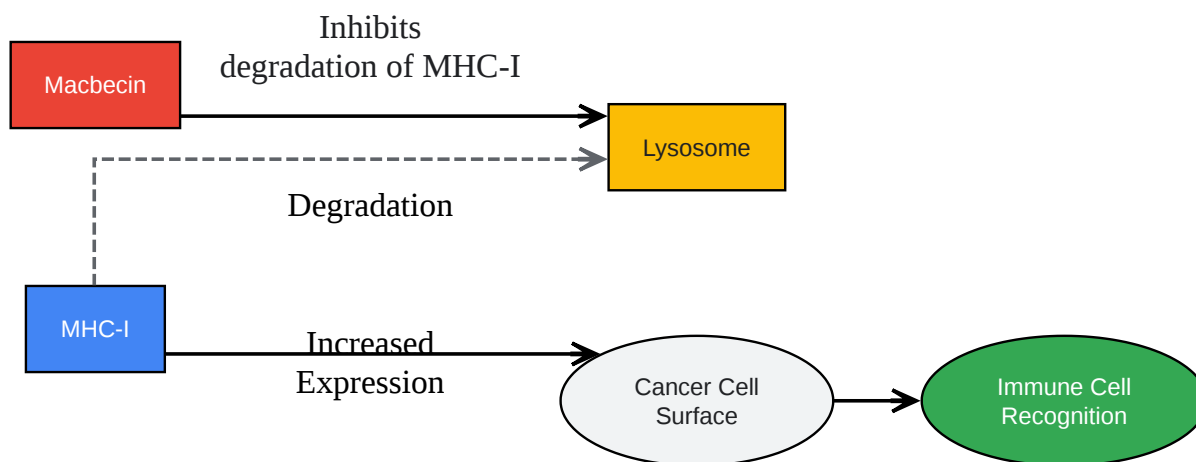 Inhibits
degradation of MHC-I
Macbecin
Lysosome
Degradation
MHC-I
Increased
Expression
Cancer Cell
Surface
Immune Cell
Recognition